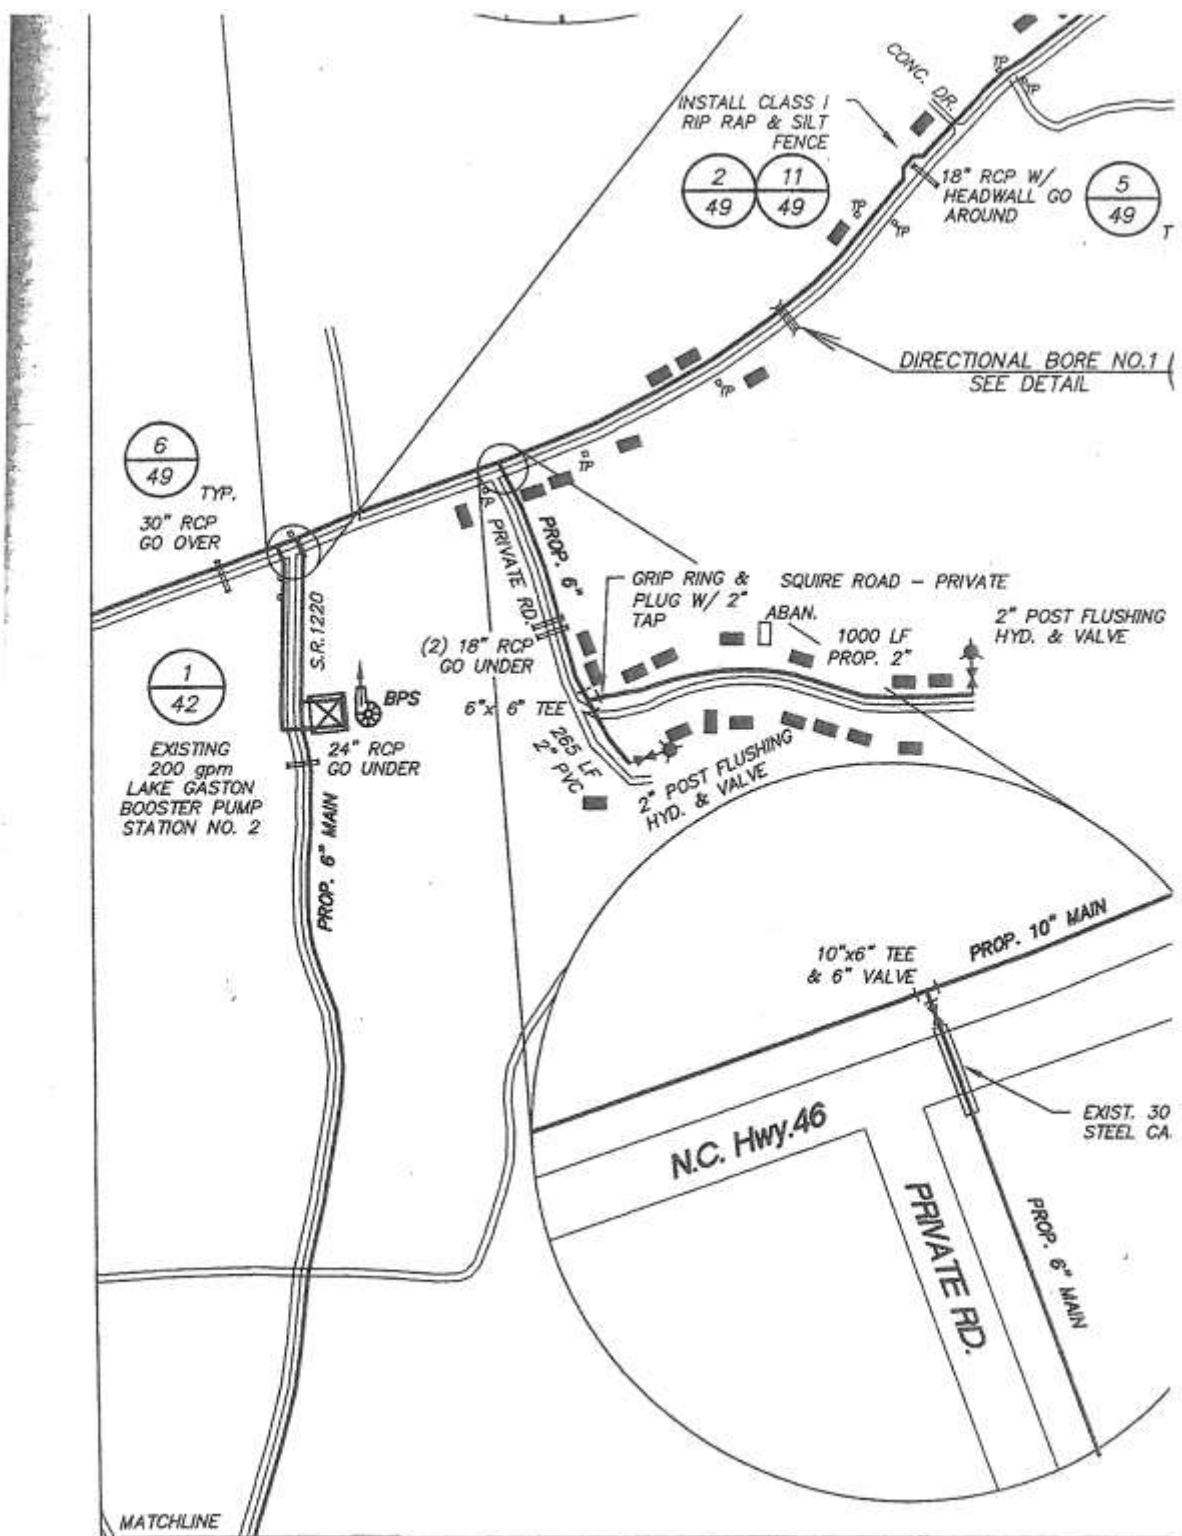 CONC. DR.
TP
TP
INSTALL CLASS I
RIP RAP & SILT
FENCE
2
49
11
49
18" RCP W/
HEADWALL GO
AROUND
5
49
T
TP
TP
DIRECTIONAL BORE NO.1 (
SEE DETAIL
TP
6
49
TYP.
30" RCP
GO OVER
TP
PRIVATE RD.
PROP. 6"
S.R.1220
GRIP RING &
PLUG W/ 2"
TAP
SQUIRE ROAD - PRIVATE
ABAN.
1000 LF
PROP. 2"
2" POST FLUSHING
HYD. & VALVE
(2) 18" RCP
GO UNDER
6"x 6" TEE
1
42
BPS
EXISTING
200 gpm
LAKE GASTON
BOOSTER PUMP
STATION NO. 2
24" RCP
GO UNDER
265 LF
2" PVC
2" POST FLUSHING
HYD. & VALVE
PROP. 6" MAIN
10"x6" TEE
& 6" VALVE
PROP. 10" MAIN
EXIST. 30
STEEL CA
N.C. Hwy.46
PRIVATE RD.
PROP. 6" MAIN
MATCHLINE